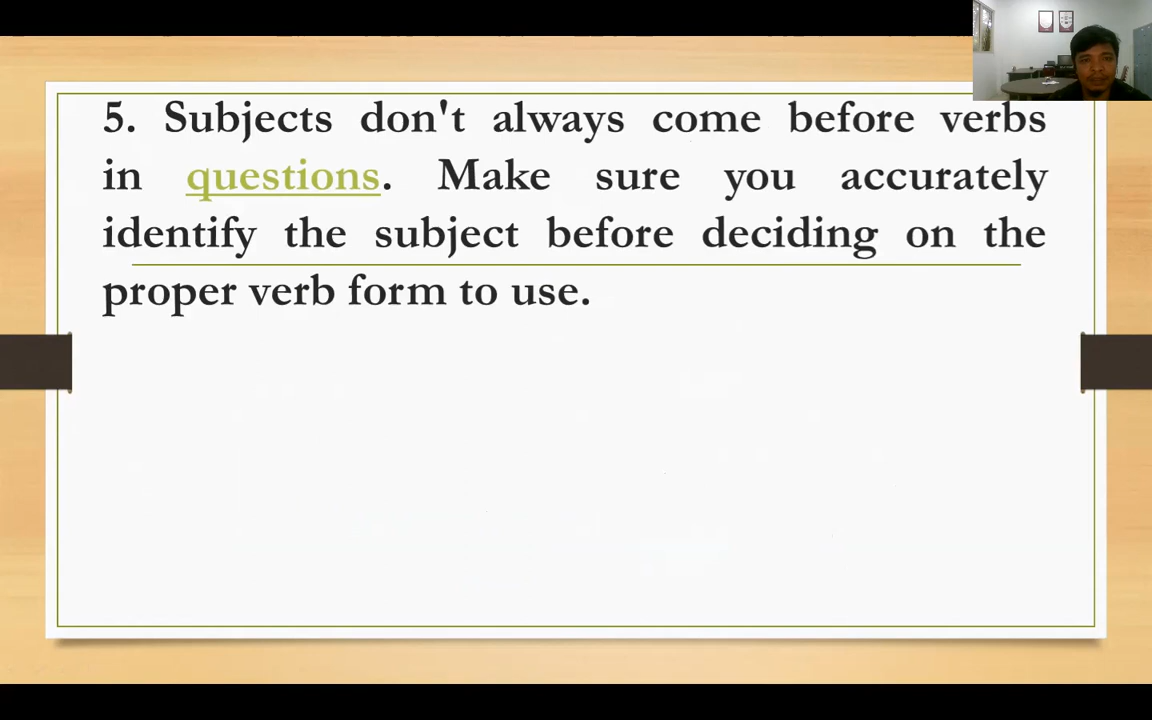 5. Subjects don't always come before verbs
in questions. Make sure you accurately
identify the subject before deciding on the
proper verb form to use.